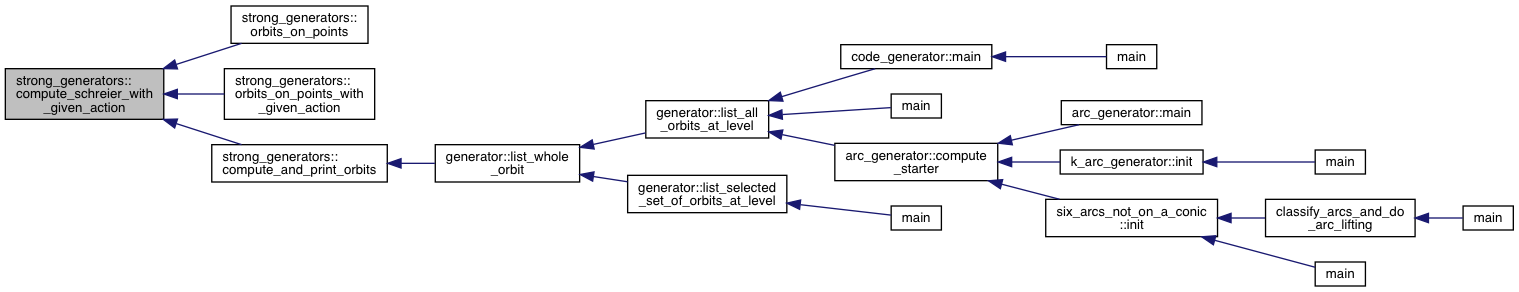 strong_generators::
compute_schreier_with
_given_action
strong_generators::
orbits_on_points
strong_generators::
orbits_on_points_with
_given_action
strong_generators::
compute_and_print_orbits
generator::list_whole
_orbit
generator::list_all
_orbits_at_level
generator::list_selected
_set_of_orbits_at_level
code_generator::main
main
main
arc_generator::compute
_starter
main
arc_generator::main
k_arc_generator::init
main
six_arcs_not_on_a_conic
::init
classify_arcs_and_do
_arc_lifting
main
main